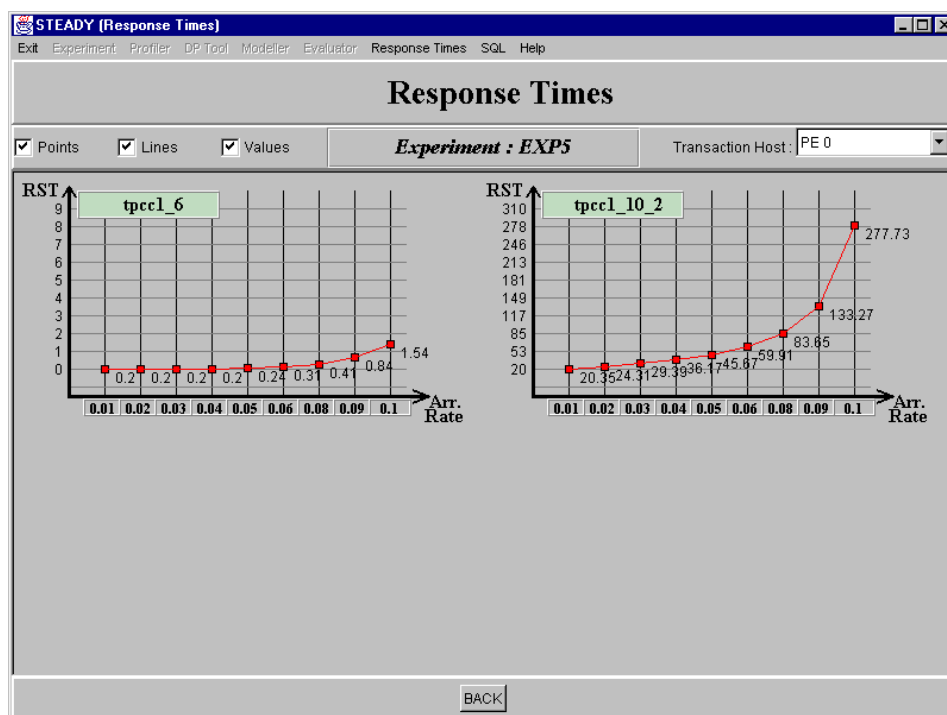 STEADY (Response Times)
Exit Experiment Profiler DP Tool Modeller Evaluator Response Times SQL Help
Response Times
Points Lines Values Experiment : EXP5 Transaction Host : PE 0
RST
tpcc1_6
9
8
7
6
5
4
3
2
1
0
0.2 0.2 0.2 0.2 0.24 0.31 0.41 0.84 1.54
0.01 0.02 0.03 0.04 0.05 0.06 0.08 0.09 0.1
Arr.
Rate
RST
tpcc1_10_2
310
278
246
213
181
149
117
85
53
20
20.35 24.31 29.39 36.17 45.67 59.91 83.65 133.27 277.73
0.01 0.02 0.03 0.04 0.05 0.06 0.08 0.09 0.1
Arr.
Rate
BACK